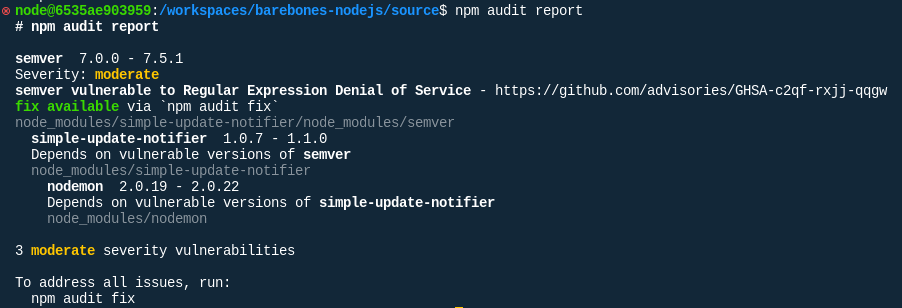 node@6535ae903959:/workspaces/barebones-nodejs/source$ npm audit report
# npm audit report

semver  7.0.0 - 7.5.1
Severity: moderate
semver vulnerable to Regular Expression Denial of Service - https://github.com/advisories/GHSA-c2qf-rxjj-qqgw
fix available via `npm audit fix`
node_modules/simple-update-notifier/node_modules/semver
  simple-update-notifier  1.0.7 - 1.1.0
  Depends on vulnerable versions of semver
  node_modules/simple-update-notifier
    nodemon  2.0.19 - 2.0.22
    Depends on vulnerable versions of simple-update-notifier
    node_modules/nodemon

3 moderate severity vulnerabilities

To address all issues, run:
  npm audit fix